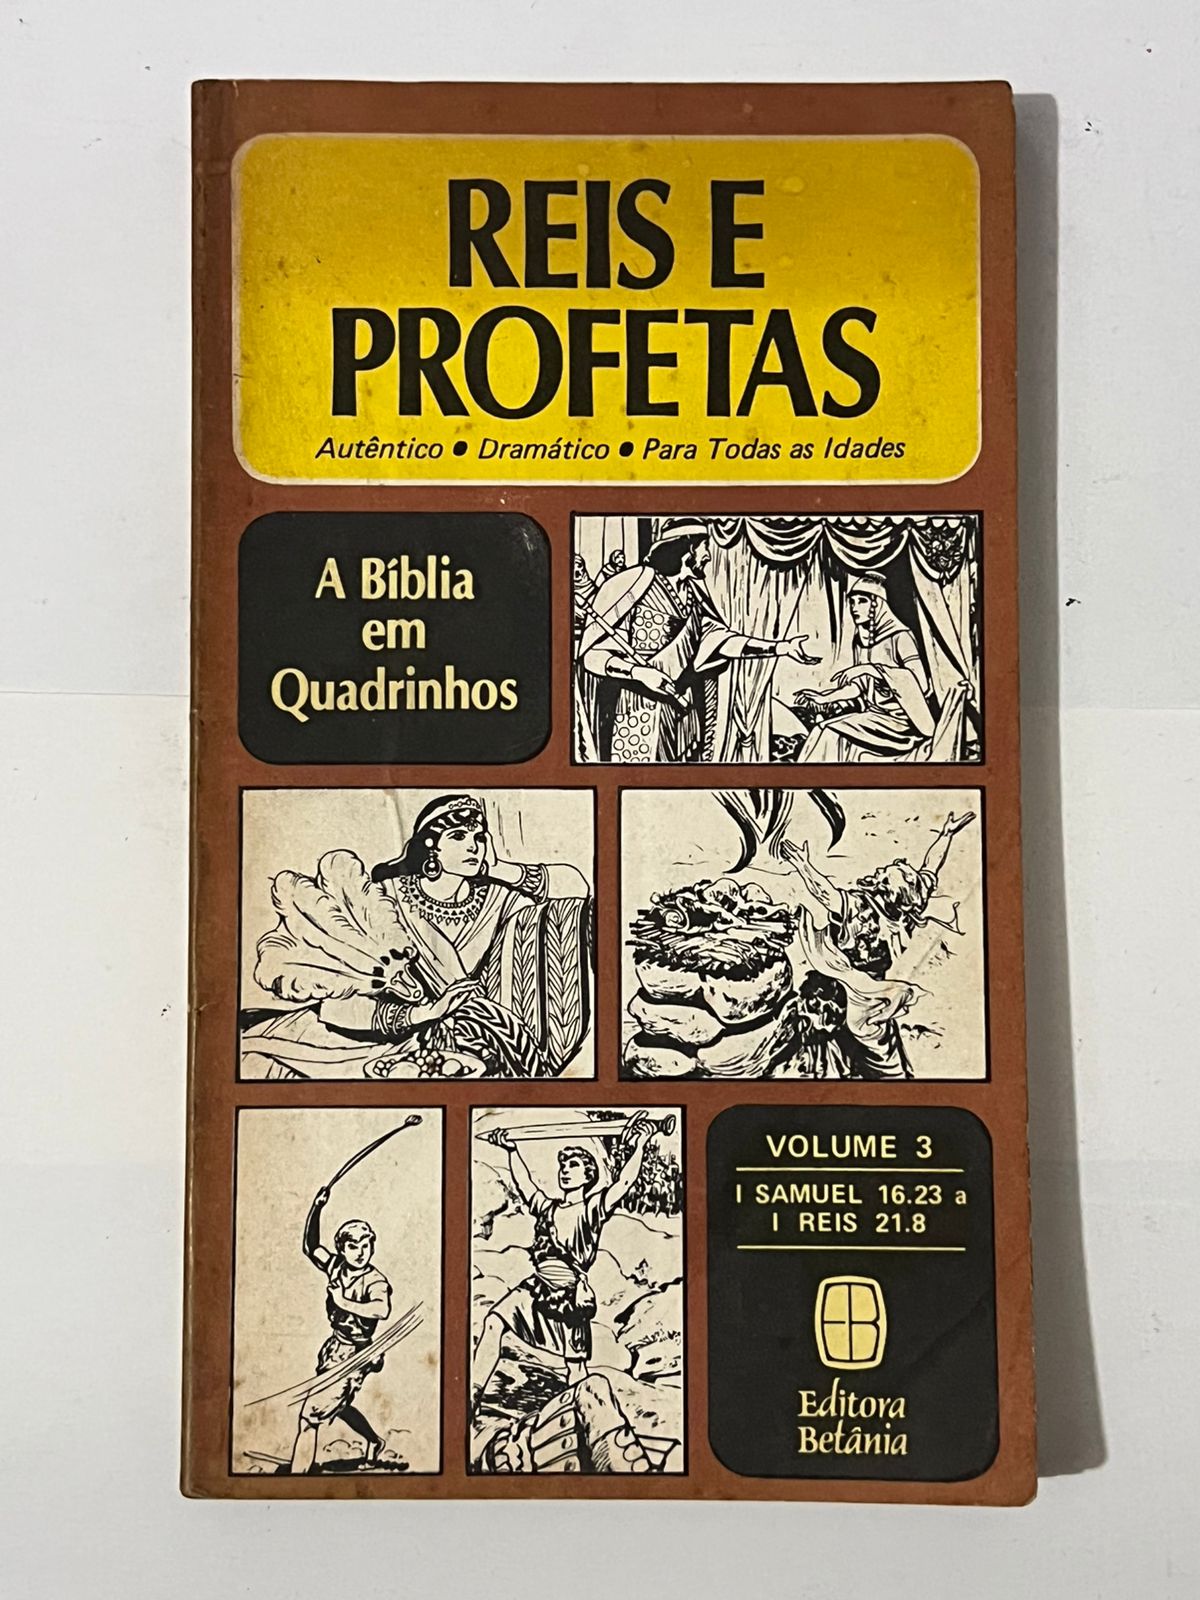 REIS E
PROFETAS
Autêntico • Dramático • Para Todas as Idades
A Bíblia
em
Quadrinhos
VOLUME 3
I SAMUEL 16.23 a
I REIS 21.8
EB
Editora
Betânia